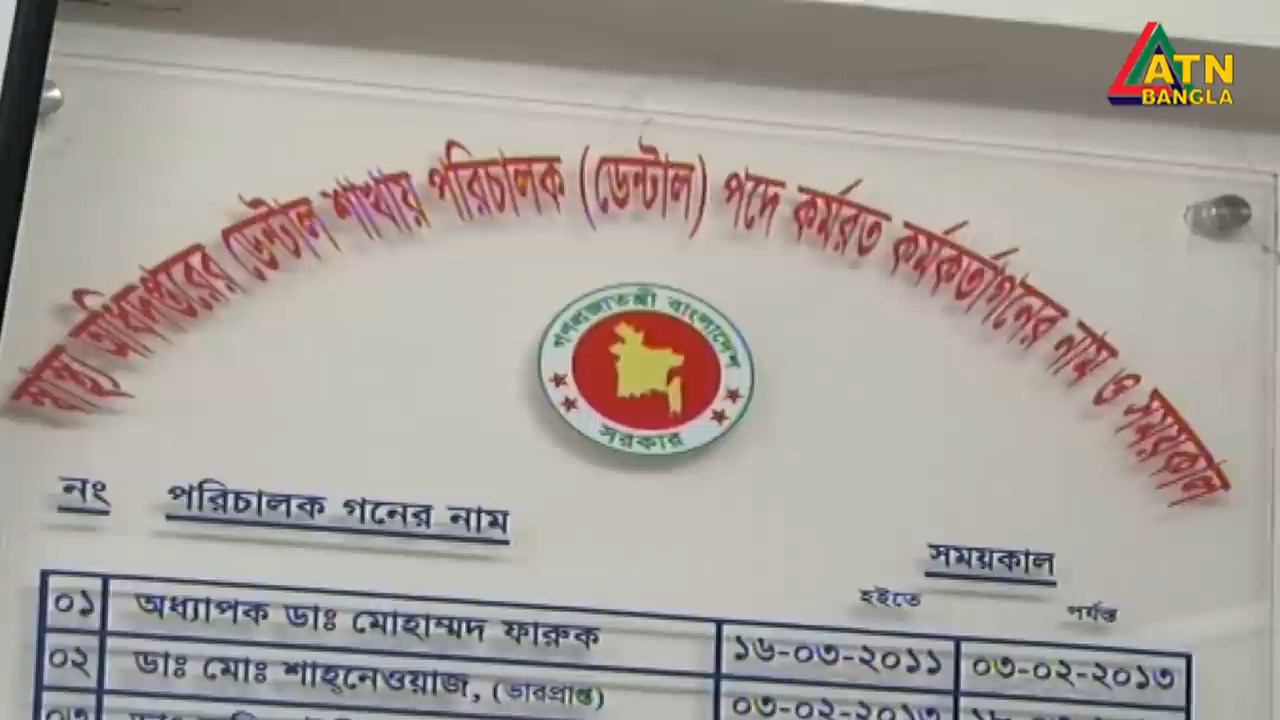 ATN
BANGLA
স্বাস্থ্য অধিদপ্তরের ডেন্টাল শাখায় পরিচালক (ডেন্টাল) পদে কর্মরত কর্মকর্তাগনের নাম ও সময়কাল
গণপ্রজাতন্ত্রী বাংলাদেশ
সরকার
নং পরিচালক গনের নাম সময়কাল
হইতে পর্যন্ত
০১ অধ্যাপক ডাঃ মোহাম্মদ ফারুক ১৬-০৩-২০১১ ০৩-০২-২০১৩
০২ ডাঃ মোঃ শাহ্‌নেওয়াজ, (ভারপ্রাপ্ত) ০৩-০২-২০১৩